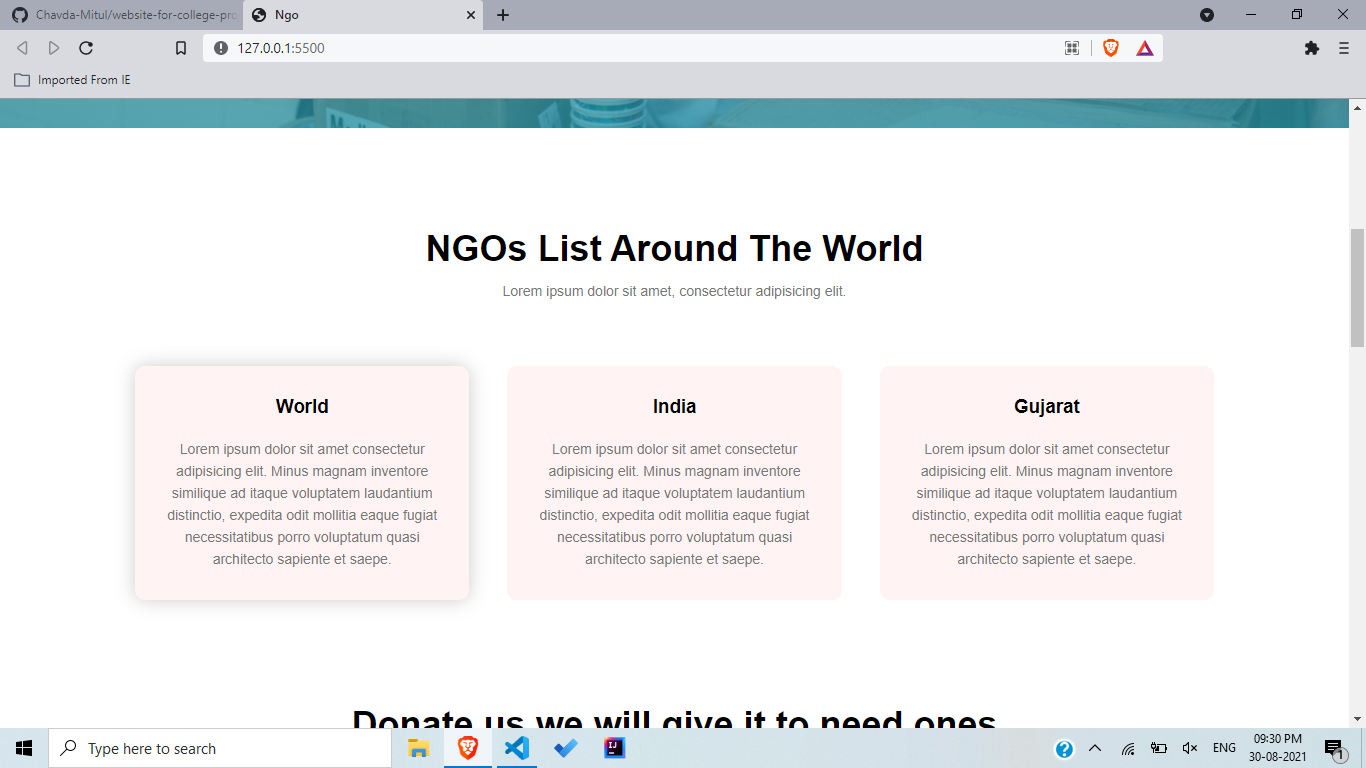 Chavda-Mitul/website-for-college-pro
Ngo
127.0.0.1:5500
Imported From IE
NGOs List Around The World
Lorem ipsum dolor sit amet, consectetur adipisicing elit.
World
Lorem ipsum dolor sit amet consectetur
adipisicing elit. Minus magnam inventore
similique ad itaque voluptatem laudantium
distinctio, expedita odit mollitia eaque fugiat
necessitatibus porro voluptatum quasi
architecto sapiente et saepe.
India
Lorem ipsum dolor sit amet consectetur
adipisicing elit. Minus magnam inventore
similique ad itaque voluptatem laudantium
distinctio, expedita odit mollitia eaque fugiat
necessitatibus porro voluptatum quasi
architecto sapiente et saepe.
Gujarat
Lorem ipsum dolor sit amet consectetur
adipisicing elit. Minus magnam inventore
similique ad itaque voluptatem laudantium
distinctio, expedita odit mollitia eaque fugiat
necessitatibus porro voluptatum quasi
architecto sapiente et saepe.
Donate us we will give it to need ones
Type here to search
IJ
ENG
09:30 PM
30-08-2021
1